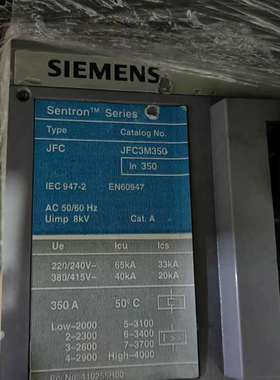 SIEMENS
Sentron™ Series
Type Catalog No.
JFC JFC3M350
In 350
IEC 947-2 EN60947
AC 50/60 Hz
Uimp 8kV Cat. A
Ue Icu Ics
220/240V~ 65kA 33kA
380/415V~ 40kA 20kA
350 A 50° C
Low-2000 5-3100
2-2300 6-3400
3-2600 7-3700
4-2900 High-4000